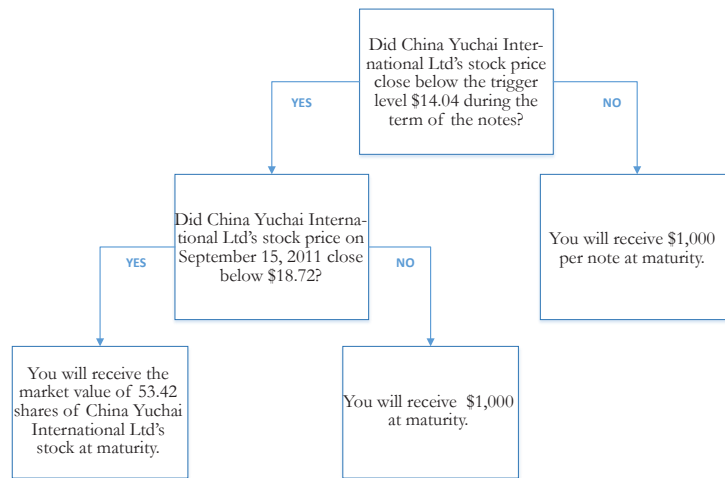 Did China Yuchai Inter-
national Ltd's stock price
close below the trigger
level $14.04 during the
term of the notes?
YES
NO
Did China Yuchai Interna-
tional Ltd's stock price on
September 15, 2011 close
below $18.72?
You will receive $1,000
per note at maturity.
YES
NO
You will receive the
market value of 53.42
shares of China Yuchai
International Ltd's
stock at maturity.
You will receive $1,000
at maturity.